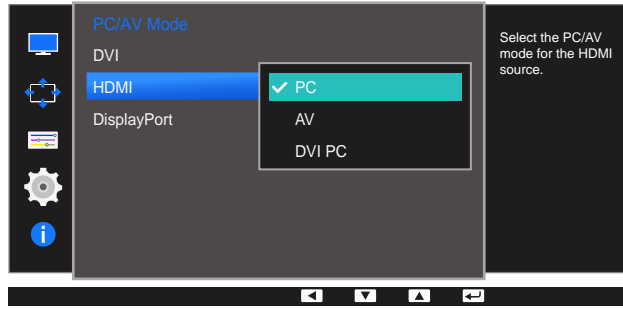 PC/AV Mode
DVI
HDMI
DisplayPort
PC
AV
DVI PC
Select the PC/AV
mode for the HDMI
source.